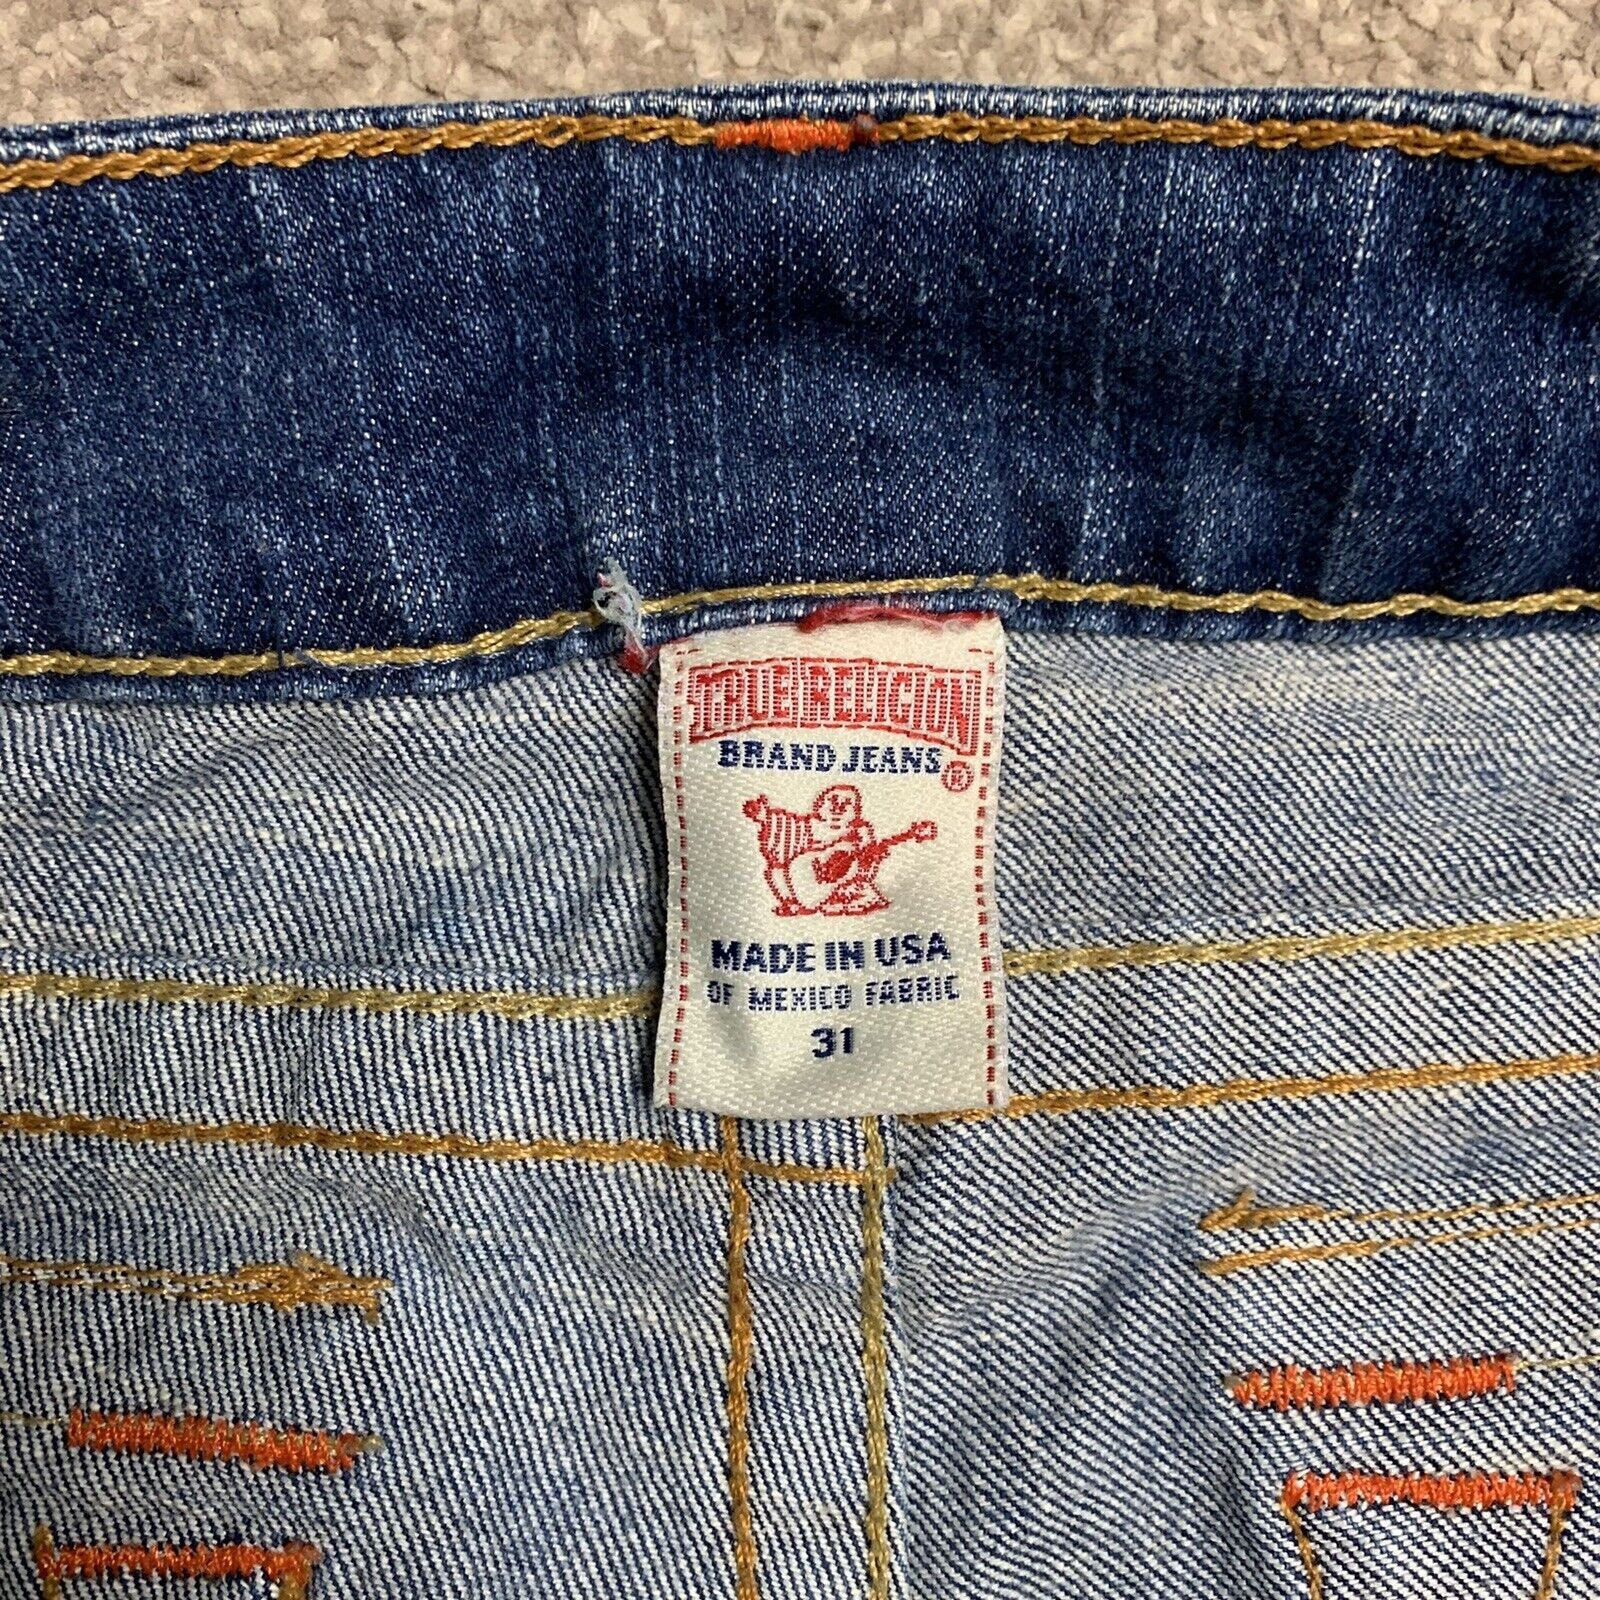 TRUE RELIGION
BRAND JEANS ®
MADE IN USA
OF MEXICO FABRIC
31